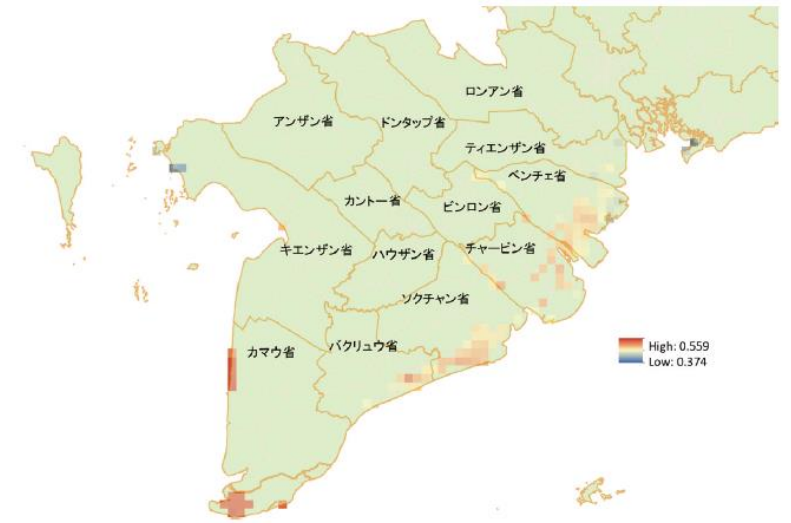 ロンアン省
アンザン省
ドンタップ省
ティエンザン省
ベンチェ省
カントー省
ビンロン省
キエンザン省
ハウザン省
チャービン省
ソクチャン省
カマウ省
バクリュウ省
High: 0.559
Low: 0.374